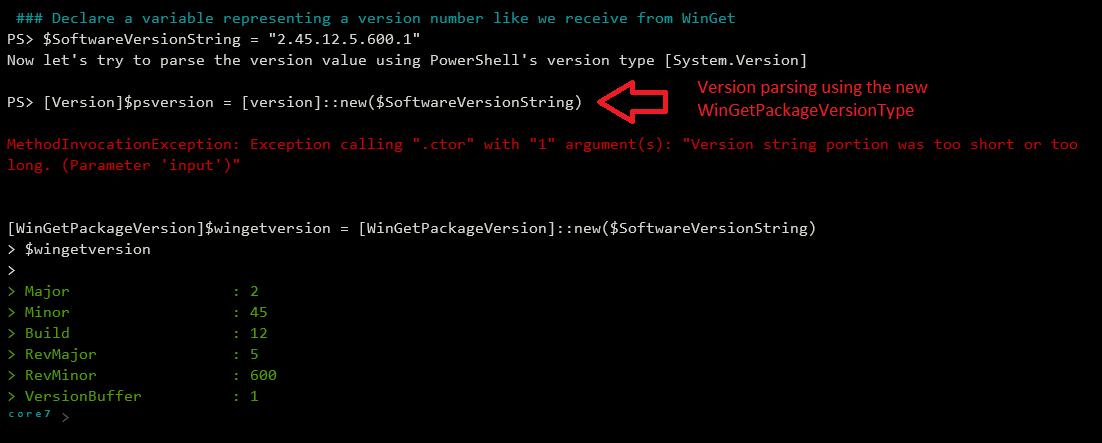 ### Declare a variable representing a version number like we receive from WinGet
PS> $SoftwareVersionString = "2.45.12.5.600.1"
Now let's try to parse the version value using PowerShell's version type [System.Version]
PS> [Version]$psversion = [version]::new($SoftwareVersionString)
Version parsing using the new
WinGetPackageVersionType
MethodInvocationException: Exception calling ".ctor" with "1" argument(s): "Version string portion was too short or too
long. (Parameter 'input')"
[WinGetPackageVersion]$wingetversion = [WinGetPackageVersion]::new($SoftwareVersionString)
> $wingetversion
>
> Major : 2
> Minor : 45
> Build : 12
> RevMajor : 5
> RevMinor : 600
> VersionBuffer : 1
core7 >